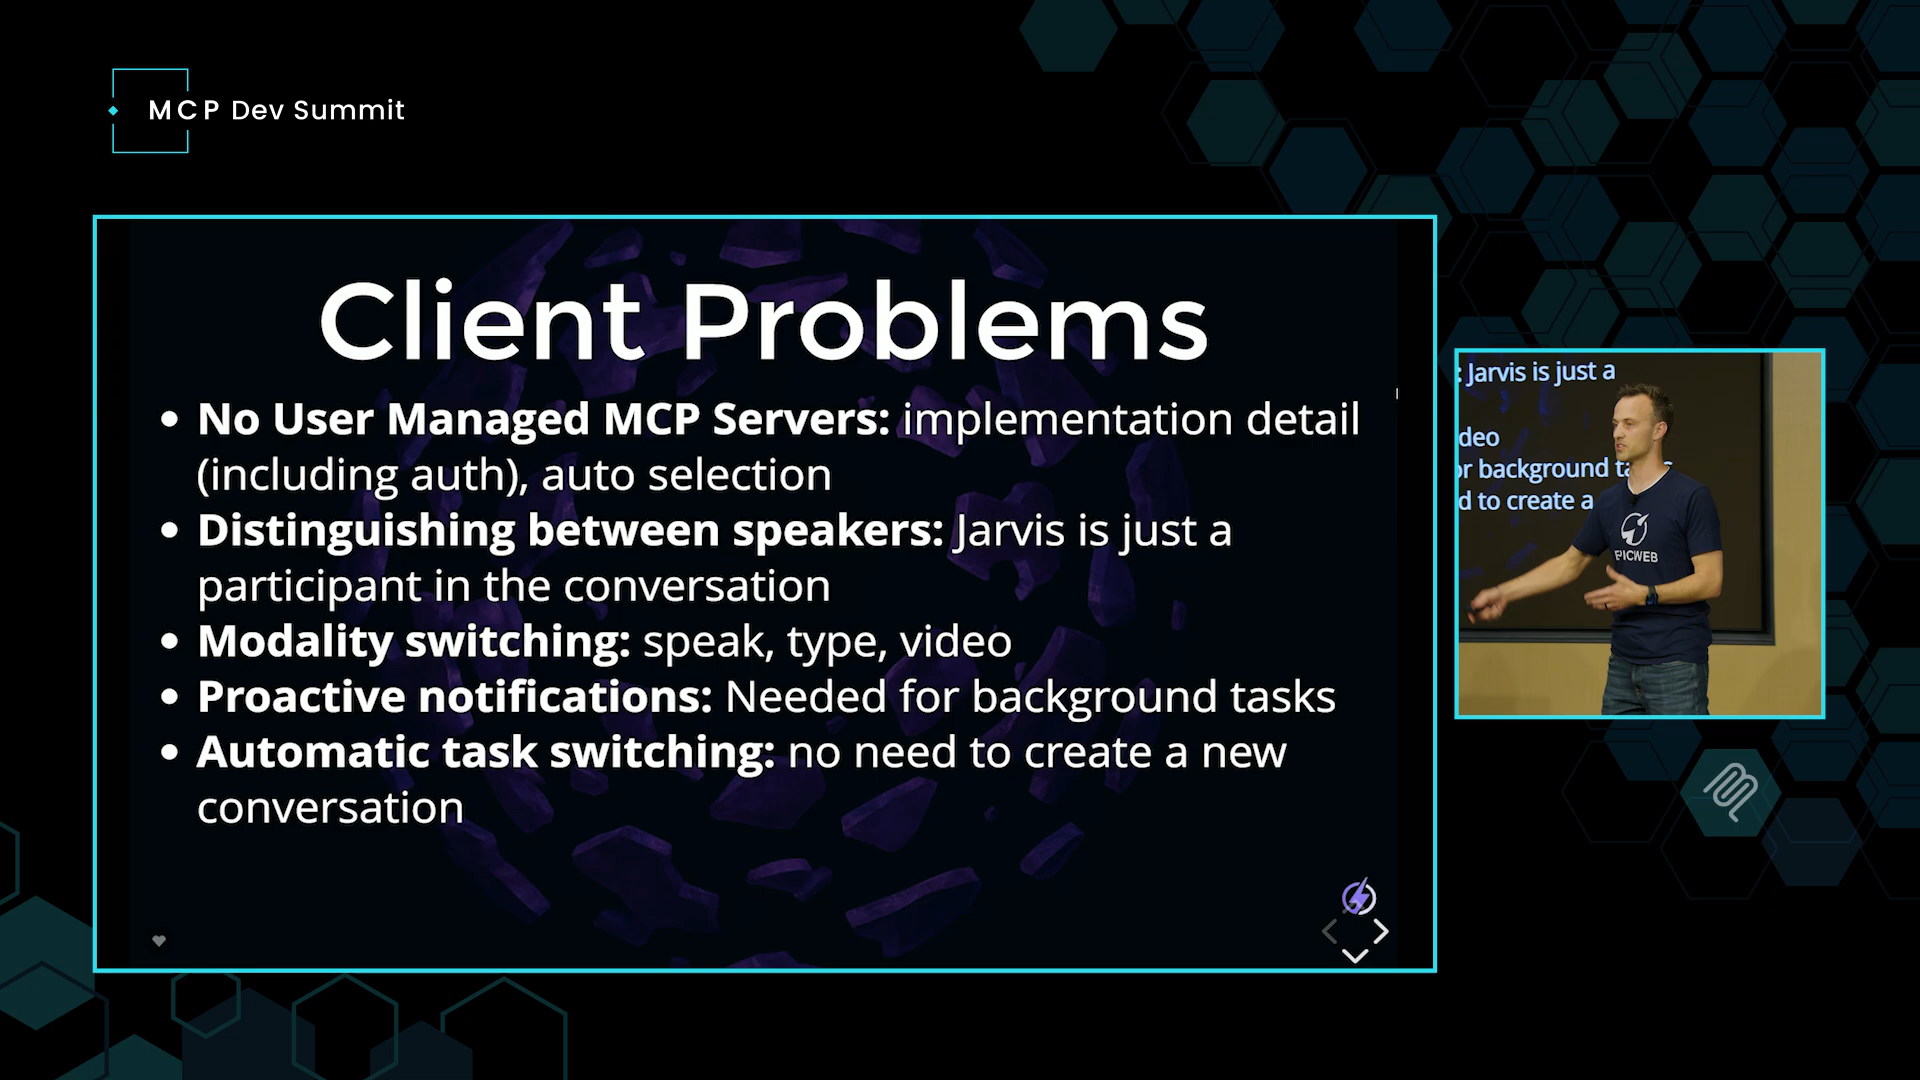 MCP Dev Summit
Client Problems
• No User Managed MCP Servers: implementation detail
(including auth), auto selection
• Distinguishing between speakers: Jarvis is just a
participant in the conversation
• Modality switching: speak, type, video
• Proactive notifications: Needed for background tasks
• Automatic task switching: no need to create a new
conversation
: Jarvis is just a
deo
or background tasks
d to create a
EPICWEB